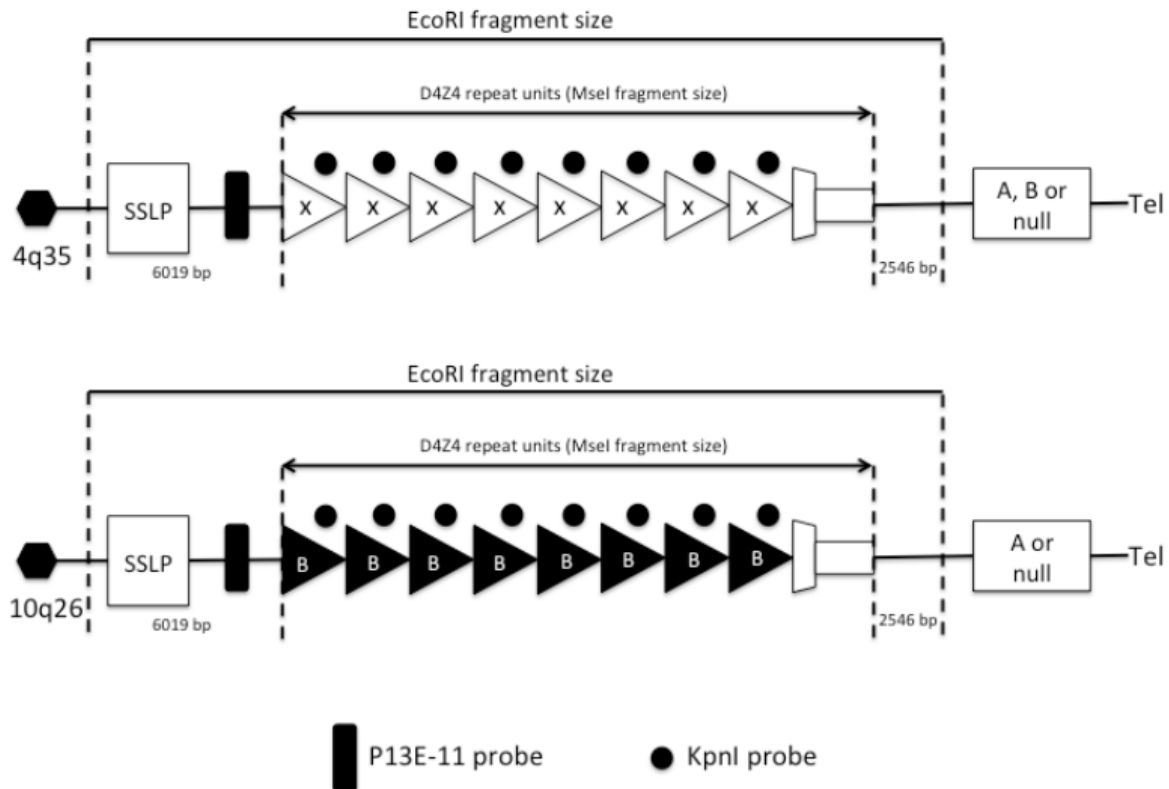 EcoRI fragment size
D4Z4 repeat units (MseI fragment size)
SSLP
X X X X X X X X
A, B or
null
Tel
4q35
6019 bp
2546 bp
EcoRI fragment size
D4Z4 repeat units (MseI fragment size)
SSLP
B B B B B B B B
A or
null
Tel
10q26
6019 bp
2546 bp
P13E-11 probe
KpnI probe